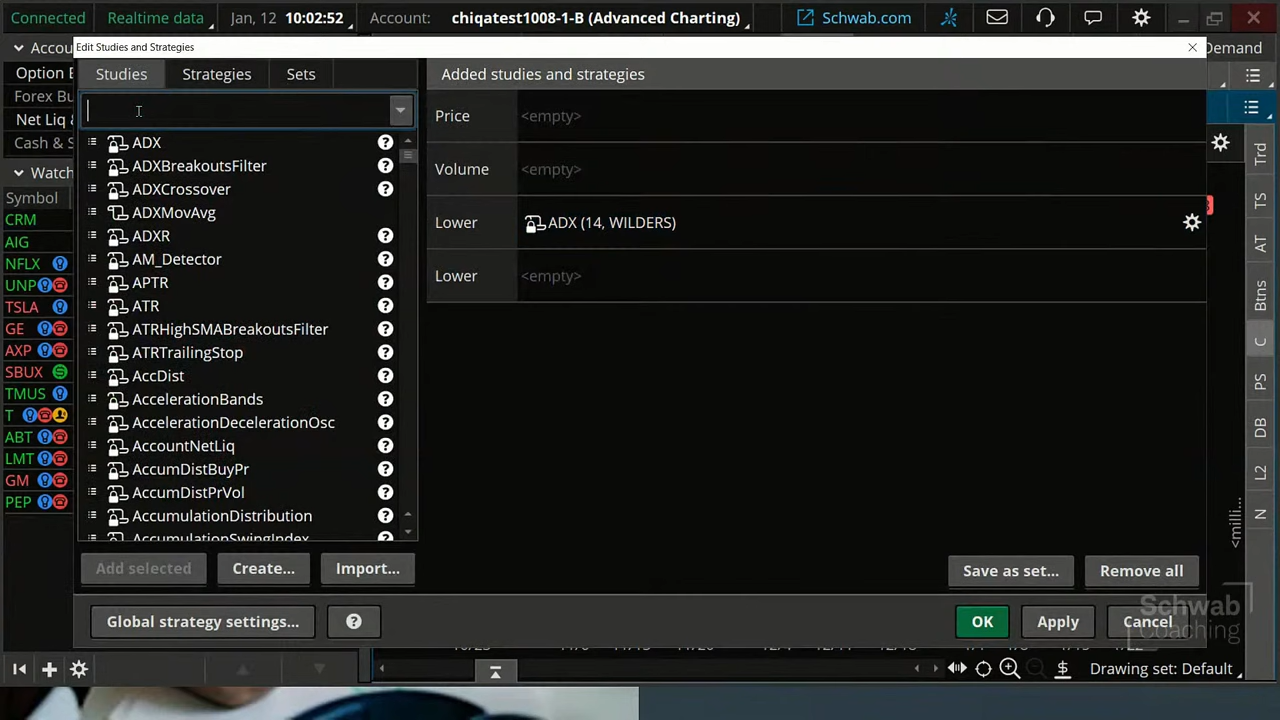 Connected Realtime data Jan, 12 10:02:52 Account: chiqatest1008-1-B (Advanced Charting) Schwab.com
Accou
Edit Studies and Strategies
Demand
Option E
Studies Strategies Sets
Added studies and strategies
Forex Bu
Net Liq &
Cash & S
Price <empty>
Volume <empty>
Lower ADX (14, WILDERS)
Lower <empty>
Watch
Symbol
CRM
AIG
NFLX
UNP
TSLA
GE
AXP
SBUX
TMUS
T
ABT
LMT
GM
PEP
ADX
ADXBreakoutsFilter
ADXCrossover
ADXMovAvg
ADXR
AM_Detector
APTR
ATR
ATRHighSMABreakoutsFilter
ATRTrailingStop
AccDist
AccelerationBands
AccelerationDecelerationOsc
AccountNetLiq
AccumDistBuyPr
AccumDistPrVol
AccumulationDistribution
AccumulationSwingIndex
Trd
TS
AT
Btns
C
PS
DB
L2
N
<milli...
Add selected Create... Import... Save as set... Remove all
Global strategy settings... ? OK Apply Cancel
Schwab
Coaching
Drawing set: Default